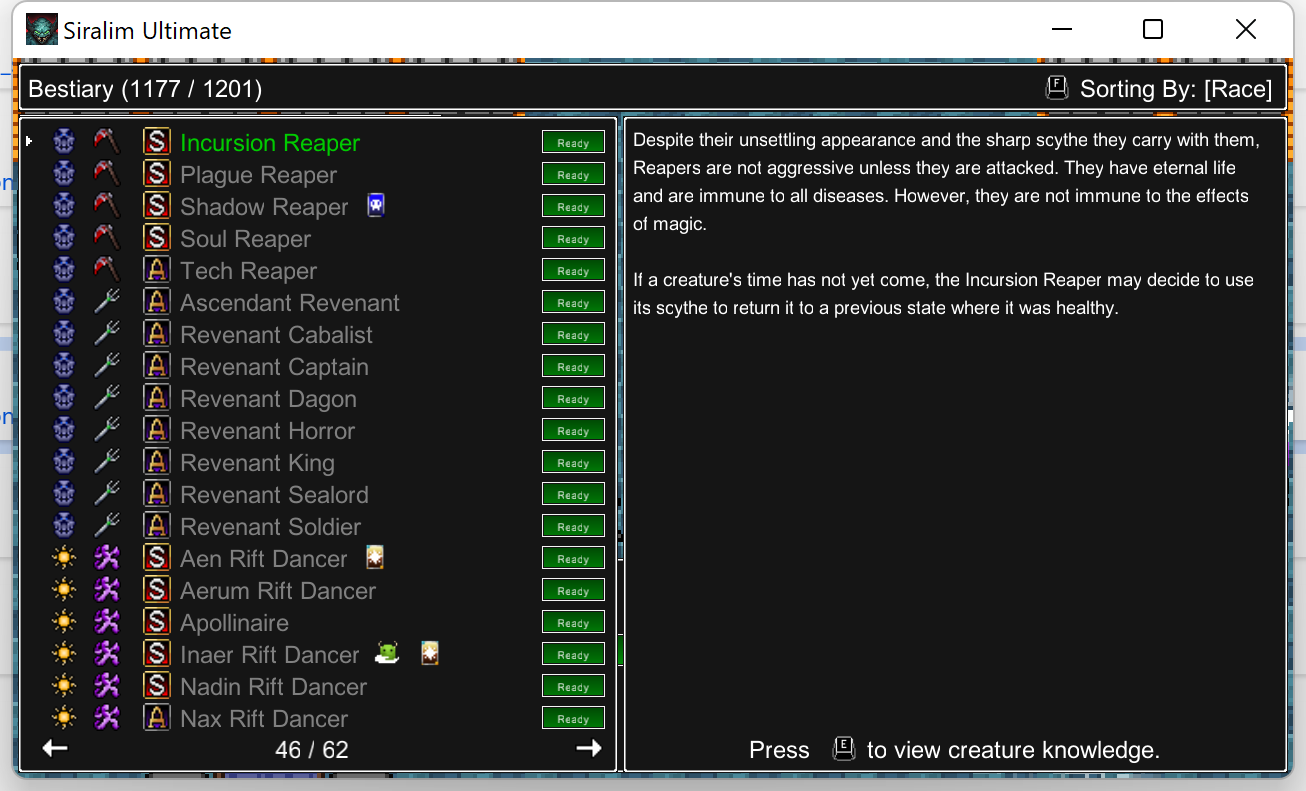 Siralim Ultimate
Bestiary (1177 / 1201)
F Sorting By: [Race]
S Incursion Reaper Ready
S Plague Reaper Ready
S Shadow Reaper Ready
S Soul Reaper Ready
A Tech Reaper Ready
A Ascendant Revenant Ready
A Revenant Cabalist Ready
A Revenant Captain Ready
A Revenant Dagon Ready
A Revenant Horror Ready
A Revenant King Ready
A Revenant Sealord Ready
A Revenant Soldier Ready
S Aen Rift Dancer Ready
S Aerum Rift Dancer Ready
S Apollinaire Ready
S Inaer Rift Dancer Ready
S Nadin Rift Dancer Ready
A Nax Rift Dancer Ready
46 / 62
Despite their unsettling appearance and the sharp scythe they carry with them,
Reapers are not aggressive unless they are attacked. They have eternal life
and are immune to all diseases. However, they are not immune to the effects
of magic.
If a creature's time has not yet come, the Incursion Reaper may decide to use
its scythe to return it to a previous state where it was healthy.
Press E to view creature knowledge.